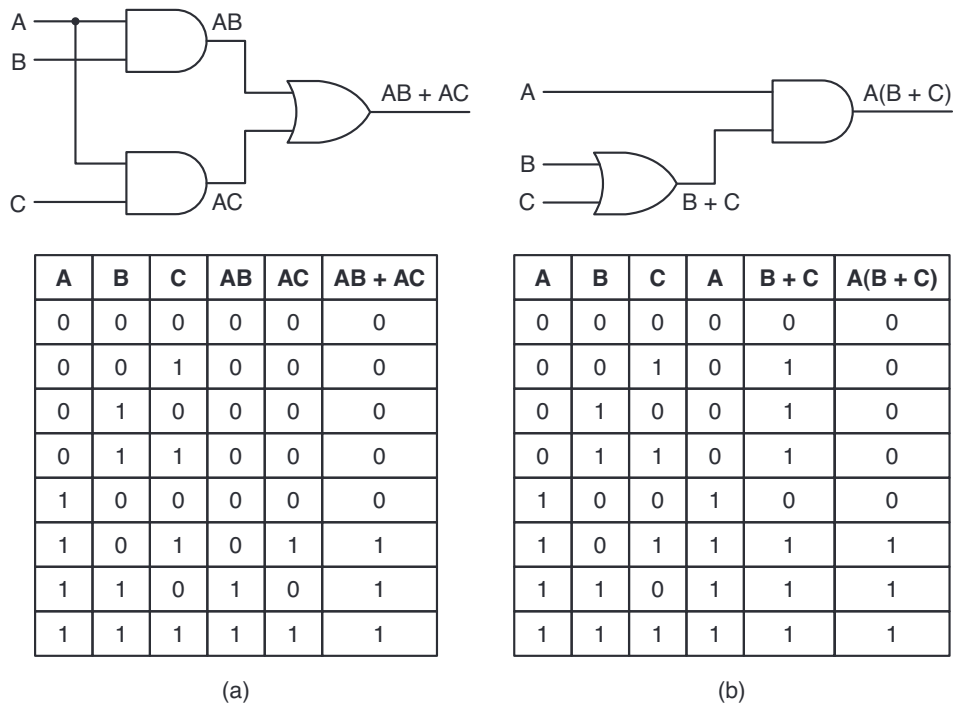 A
B
C
AB
AC
AB + AC
A
B
C
B + C
A(B + C)
A B C AB AC AB + AC
0 0 0 0 0 0
0 0 1 0 0 0
0 1 0 0 0 0
0 1 1 0 0 0
1 0 0 0 0 0
1 0 1 0 1 1
1 1 0 1 0 1
1 1 1 1 1 1
(a)
A B C A B + C A(B + C)
0 0 0 0 0 0
0 0 1 0 1 0
0 1 0 0 1 0
0 1 1 0 1 0
1 0 0 1 0 0
1 0 1 1 1 1
1 1 0 1 1 1
1 1 1 1 1 1
(b)